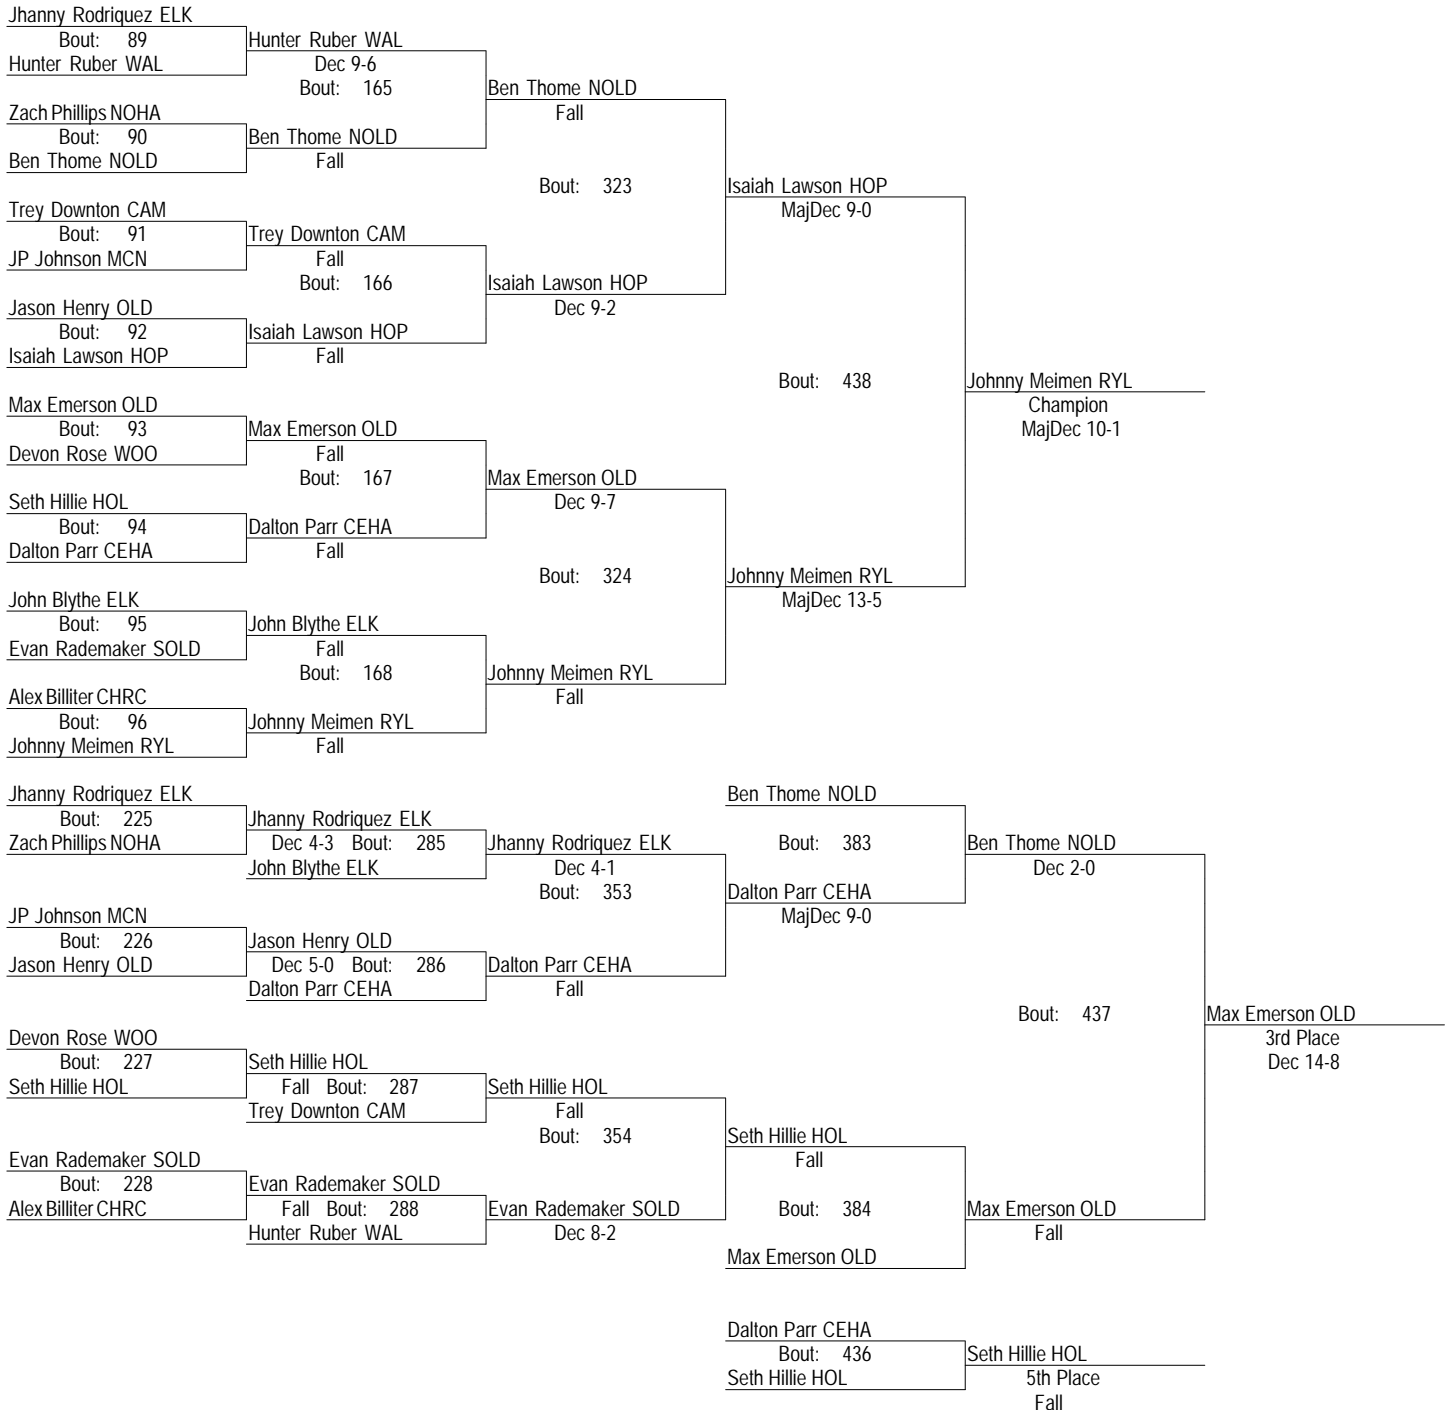 Jhanny Rodriquez ELK
Bout: 89
Hunter Ruber WAL
Hunter Ruber WAL
Dec 9-6
Bout: 165
Zach Phillips NOHA
Bout: 90
Ben Thome NOLD
Ben Thome NOLD
Fall
Ben Thome NOLD
Fall
Bout: 323
Trey Downton CAM
Bout: 91
JP Johnson MCN
Trey Downton CAM
Fall
Bout: 166
Jason Henry OLD
Bout: 92
Isaiah Lawson HOP
Isaiah Lawson HOP
Fall
Isaiah Lawson HOP
Dec 9-2
Isaiah Lawson HOP
MajDec 9-0
Bout: 438
Max Emerson OLD
Bout: 93
Devon Rose WOO
Max Emerson OLD
Fall
Bout: 167
Seth Hillie HOL
Bout: 94
Dalton Parr CEHA
Dalton Parr CEHA
Fall
Max Emerson OLD
Dec 9-7
Bout: 324
John Blythe ELK
Bout: 95
Evan Rademaker SOLD
John Blythe ELK
Fall
Bout: 168
Alex Billiter CHRC
Bout: 96
Johnny Meimen RYL
Johnny Meimen RYL
Fall
Johnny Meimen RYL
Fall
Johnny Meimen RYL
MajDec 13-5
Johnny Meimen RYL
Champion
MajDec 10-1
Jhanny Rodriquez ELK
Bout: 225
Zach Phillips NOHA
Jhanny Rodriquez ELK
Dec 4-3 Bout: 285
John Blythe ELK
Jhanny Rodriquez ELK
Dec 4-1
Bout: 353
JP Johnson MCN
Bout: 226
Jason Henry OLD
Jason Henry OLD
Dec 5-0 Bout: 286
Dalton Parr CEHA
Dalton Parr CEHA
Fall
Ben Thome NOLD
Bout: 383
Dalton Parr CEHA
MajDec 9-0
Ben Thome NOLD
Dec 2-0
Bout: 437
Devon Rose WOO
Bout: 227
Seth Hillie HOL
Seth Hillie HOL
Fall Bout: 287
Trey Downton CAM
Seth Hillie HOL
Fall
Bout: 354
Evan Rademaker SOLD
Bout: 228
Alex Billiter CHRC
Evan Rademaker SOLD
Fall Bout: 288
Hunter Ruber WAL
Evan Rademaker SOLD
Dec 8-2
Seth Hillie HOL
Fall
Bout: 384
Max Emerson OLD
Max Emerson OLD
Fall
Max Emerson OLD
3rd Place
Dec 14-8
Dalton Parr CEHA
Bout: 436
Seth Hillie HOL
Seth Hillie HOL
5th Place
Fall